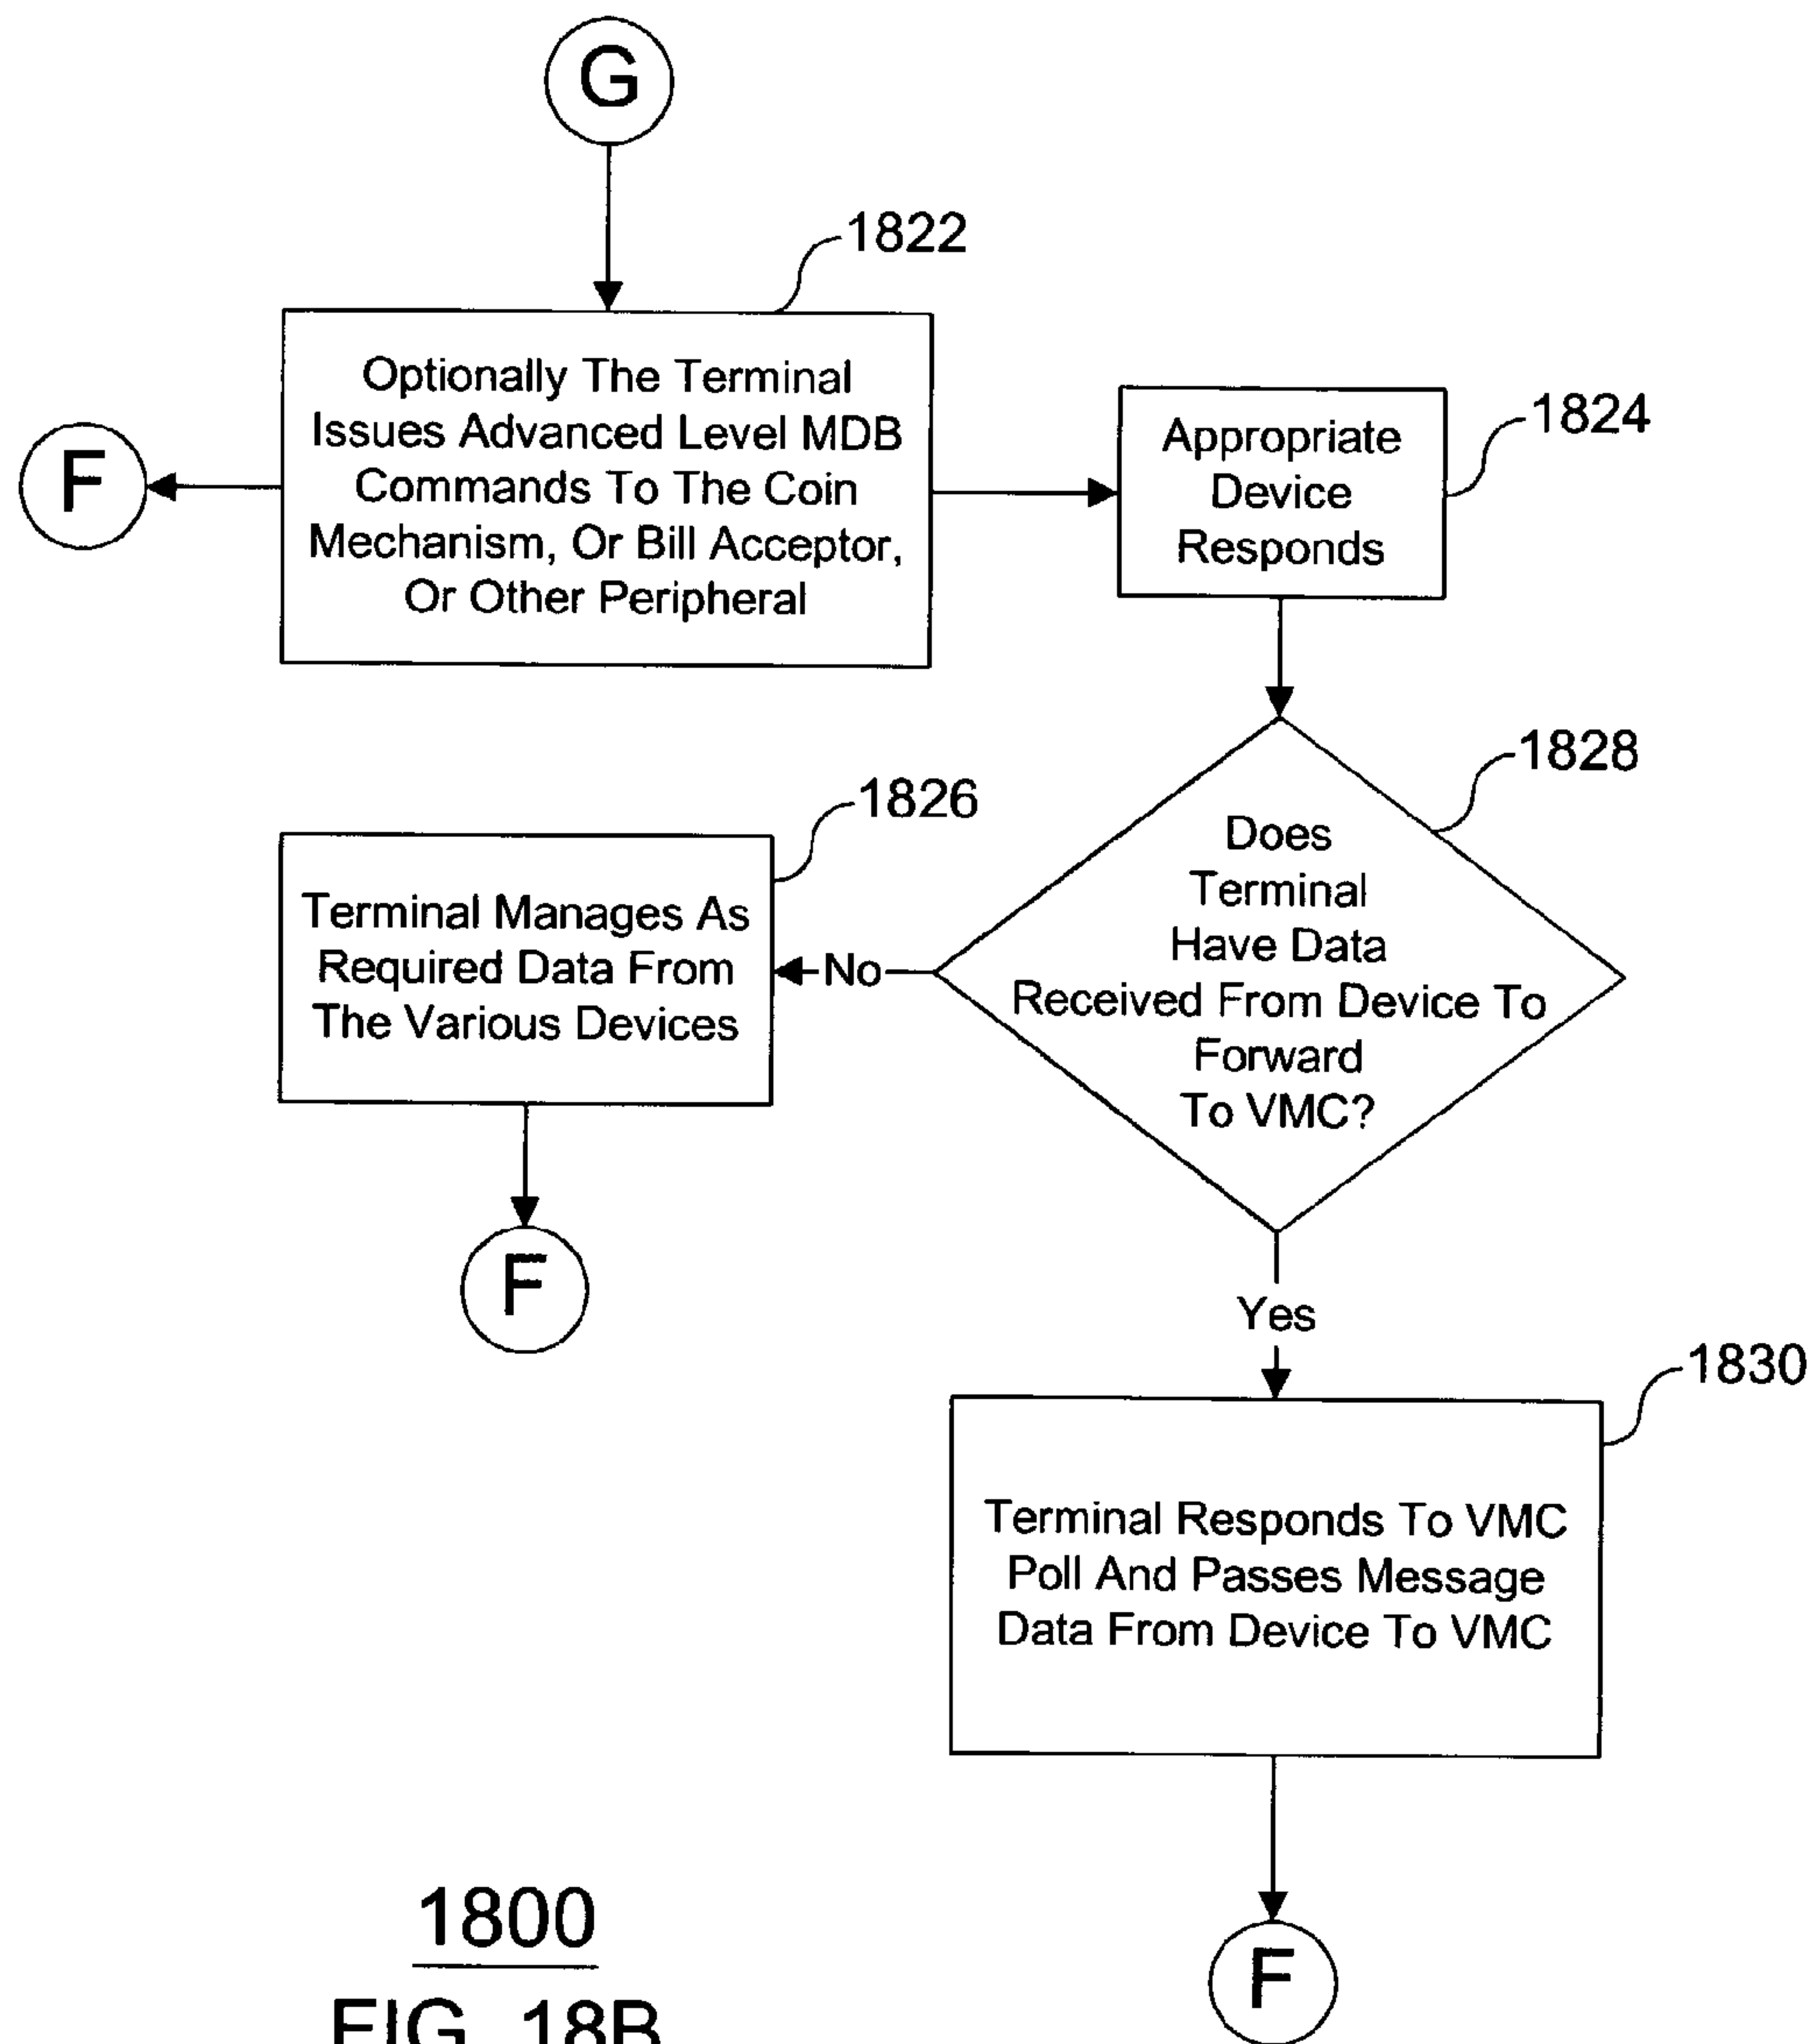 G
1822
Optionally The Terminal
Issues Advanced Level MDB
Commands To The Coin
Mechanism, Or Bill Acceptor,
Or Other Peripheral
F
1824
Appropriate
Device
Responds
1828
Does
Terminal
Have Data
Received From Device To
Forward
To VMC?
No
1826
Terminal Manages As
Required Data From
The Various Devices
F
Yes
1830
Terminal Responds To VMC
Poll And Passes Message
Data From Device To VMC
F
1800
FIG. 18B